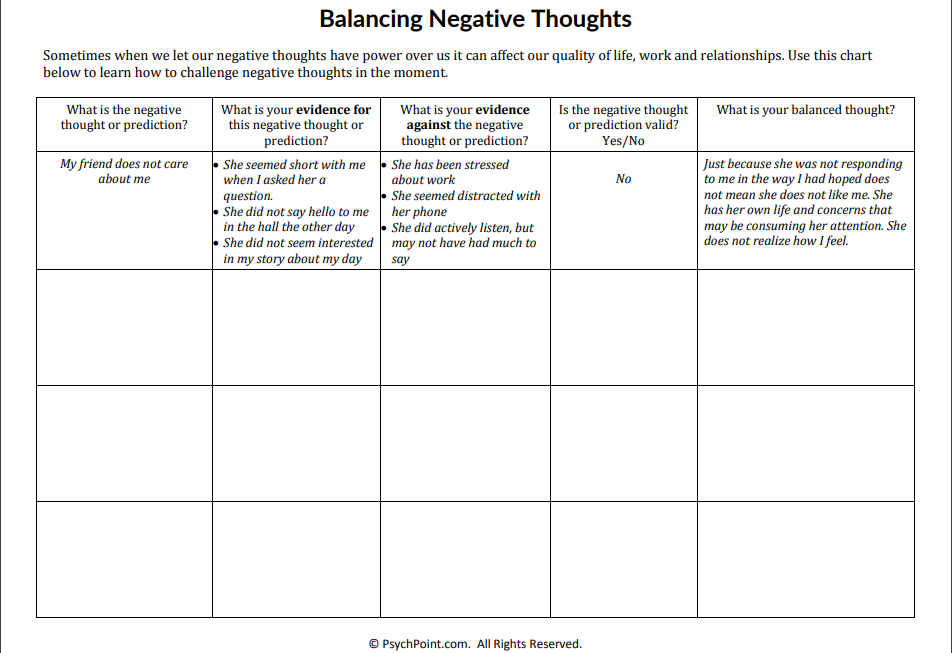 Balancing Negative Thoughts
Sometimes when we let our negative thoughts have power over us it can affect our quality of life, work and relationships. Use this chart
below to learn how to challenge negative thoughts in the moment.
What is the negative
thought or prediction?
What is your evidence for
this negative thought or
prediction?
What is your evidence
against the negative
thought or prediction?
Is the negative thought
or prediction valid?
Yes/No
What is your balanced thought?
My friend does not care
about me
• She seemed short with me
when I asked her a
question.
• She did not say hello to me
in the hall the other day
• She did not seem interested
in my story about my day
• She has been stressed
about work
• She seemed distracted with
her phone
• She did actively listen, but
may not have had much to
say
No
Just because she was not responding
to me in the way I had hoped does
not mean she does not like me. She
has her own life and concerns that
may be consuming her attention. She
does not realize how I feel.
© PsychPoint.com. All Rights Reserved.